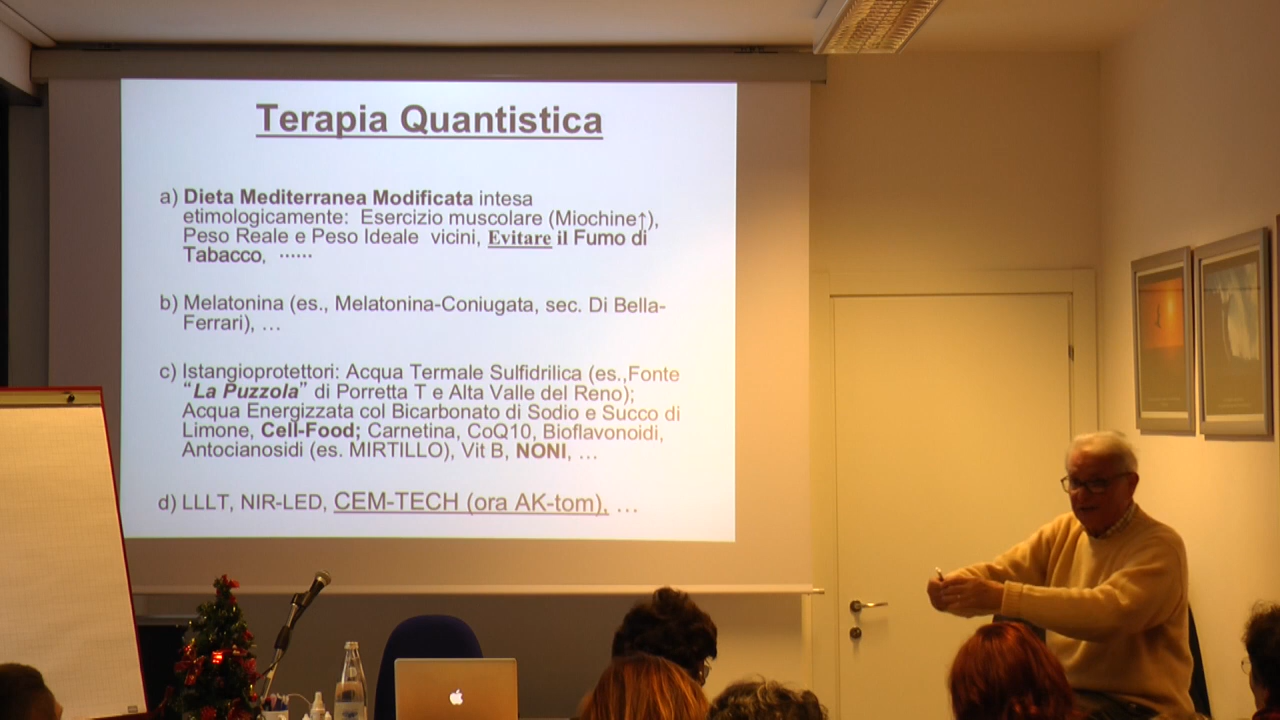 Terapia Quantistica
a) Dieta Mediterranea Modificata intesa
etimologicamente: Esercizio muscolare (Miochine↑),
Peso Reale e Peso Ideale vicini, Evitare il Fumo di
Tabacco, ......
b) Melatonina (es., Melatonina-Coniugata, sec. Di Bella-
Ferrari), …
c) Istangioprotettori: Acqua Termale Sulfidrilica (es.,Fonte
“La Puzzola” di Porretta T e Alta Valle del Reno);
Acqua Energizzata col Bicarbonato di Sodio e Succo di
Limone, Cell-Food; Carnetina, CoQ10, Bioflavonoidi,
Antocianosidi (es. MIRTILLO), Vit B, NONI, …
d) LLLT, NIR-LED, CEM-TECH (ora AK-tom), …